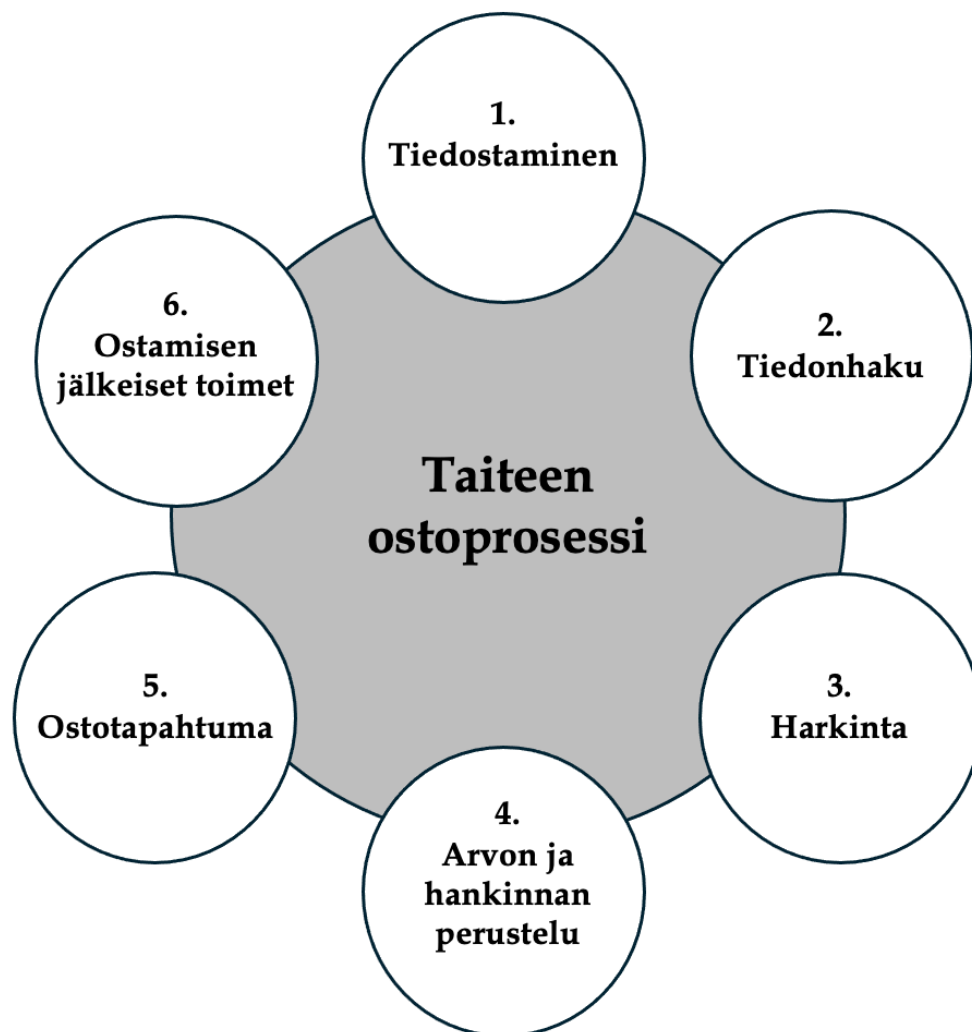 1.
Tiedostaminen
2.
Tiedonhaku
3.
Harkinta
4.
Arvon ja
hankinnan
perustelu
5.
Ostotapahtuma
6.
Ostamisen
jälkeiset toimet
Taiteen
ostoprosessi